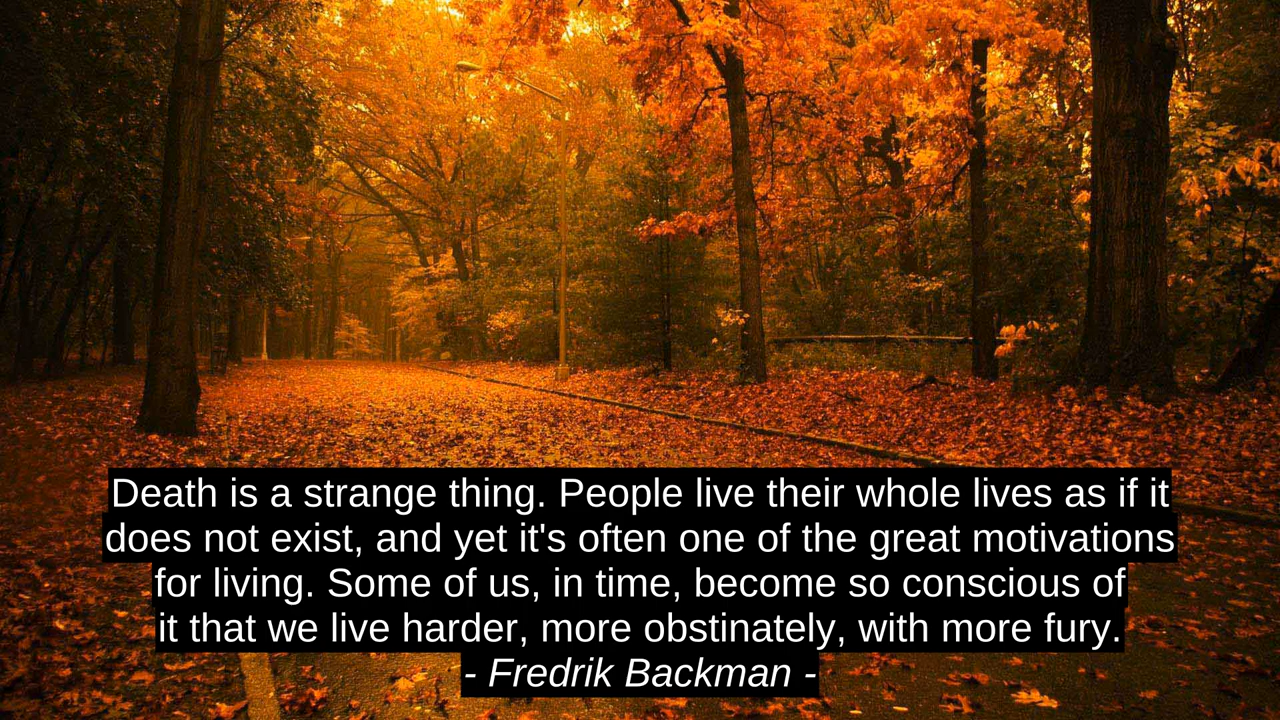 Death is a strange thing. People live their whole lives as if it
does not exist, and yet it's often one of the great motivations
for living. Some of us, in time, become so conscious of
it that we live harder, more obstinately, with more fury.
- Fredrik Backman -